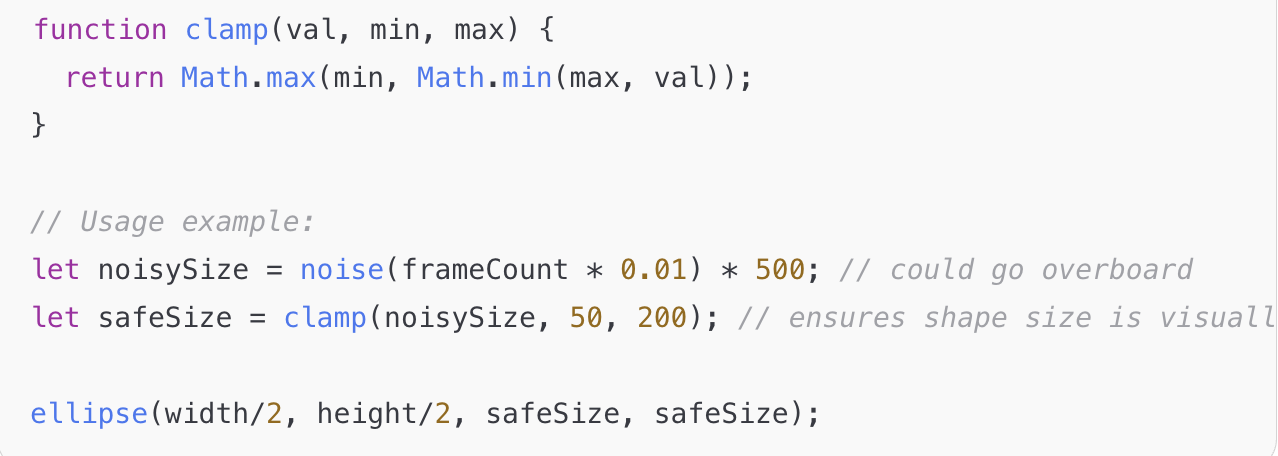 function clamp(val, min, max) {
  return Math.max(min, Math.min(max, val));
}
// Usage example:
let noisySize = noise(frameCount * 0.01) * 500; // could go overboard
let safeSize = clamp(noisySize, 50, 200); // ensures shape size is
ellipse(width/2, height/2, safeSize, safeSize);